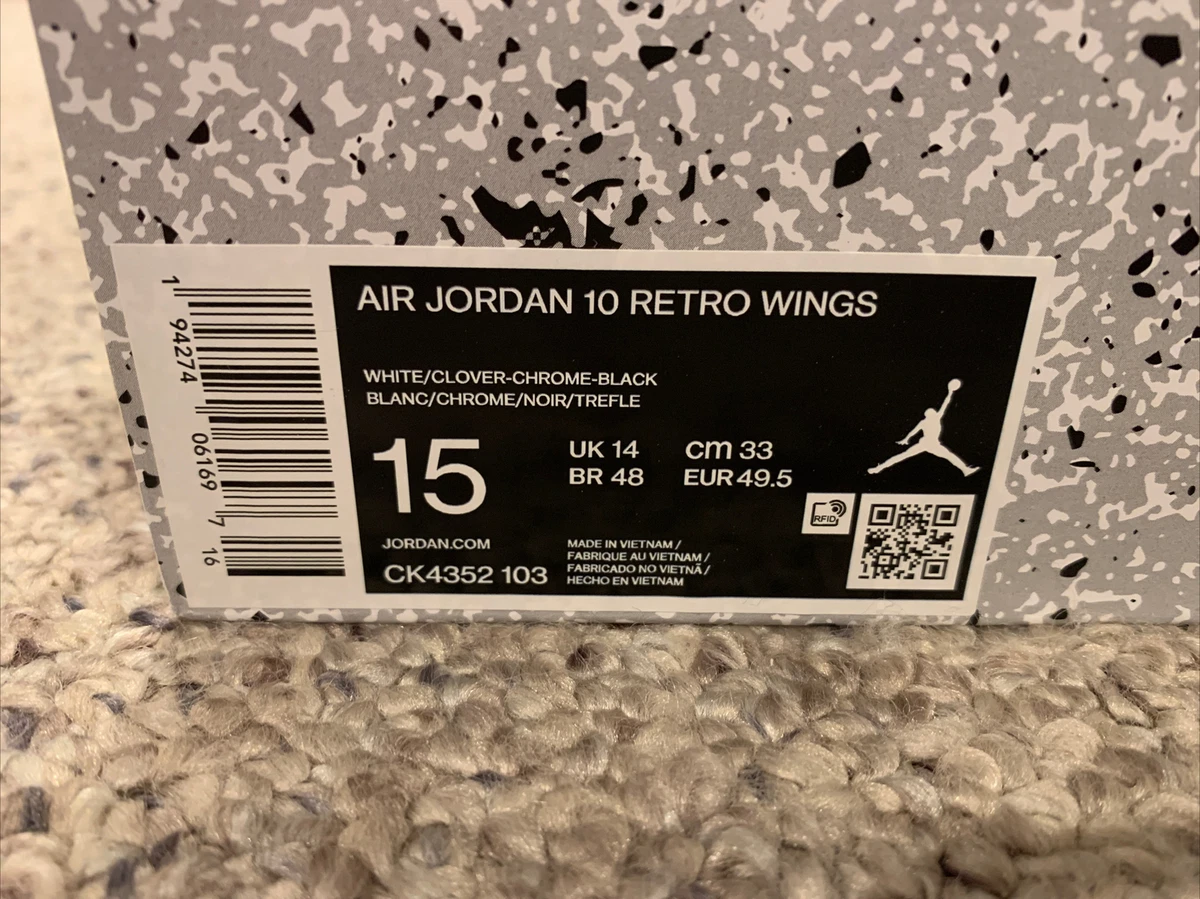 AIR JORDAN 10 RETRO WINGS
WHITE/CLOVER-CHROME-BLACK
BLANC/CHROME/NOIR/TREFLE
15
UK 14
cm 33
BR 48
EUR 49.5
RFID
JORDAN.COM
CK4352 103
MADE IN VIETNAM /
FABRIQUE AU VIETNAM /
FABRICADO NO VIETNÃ /
HECHO EN VIETNAM
1 94274 06169 7 16